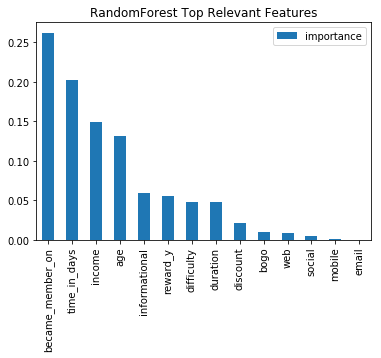 RandomForest Top Relevant Features
importance
0.25
0.20
0.15
0.10
0.05
0.00
became_member_on
time_in_days
income
age
informational
reward_y
difficulty
duration
discount
bogo
web
social
mobile
email